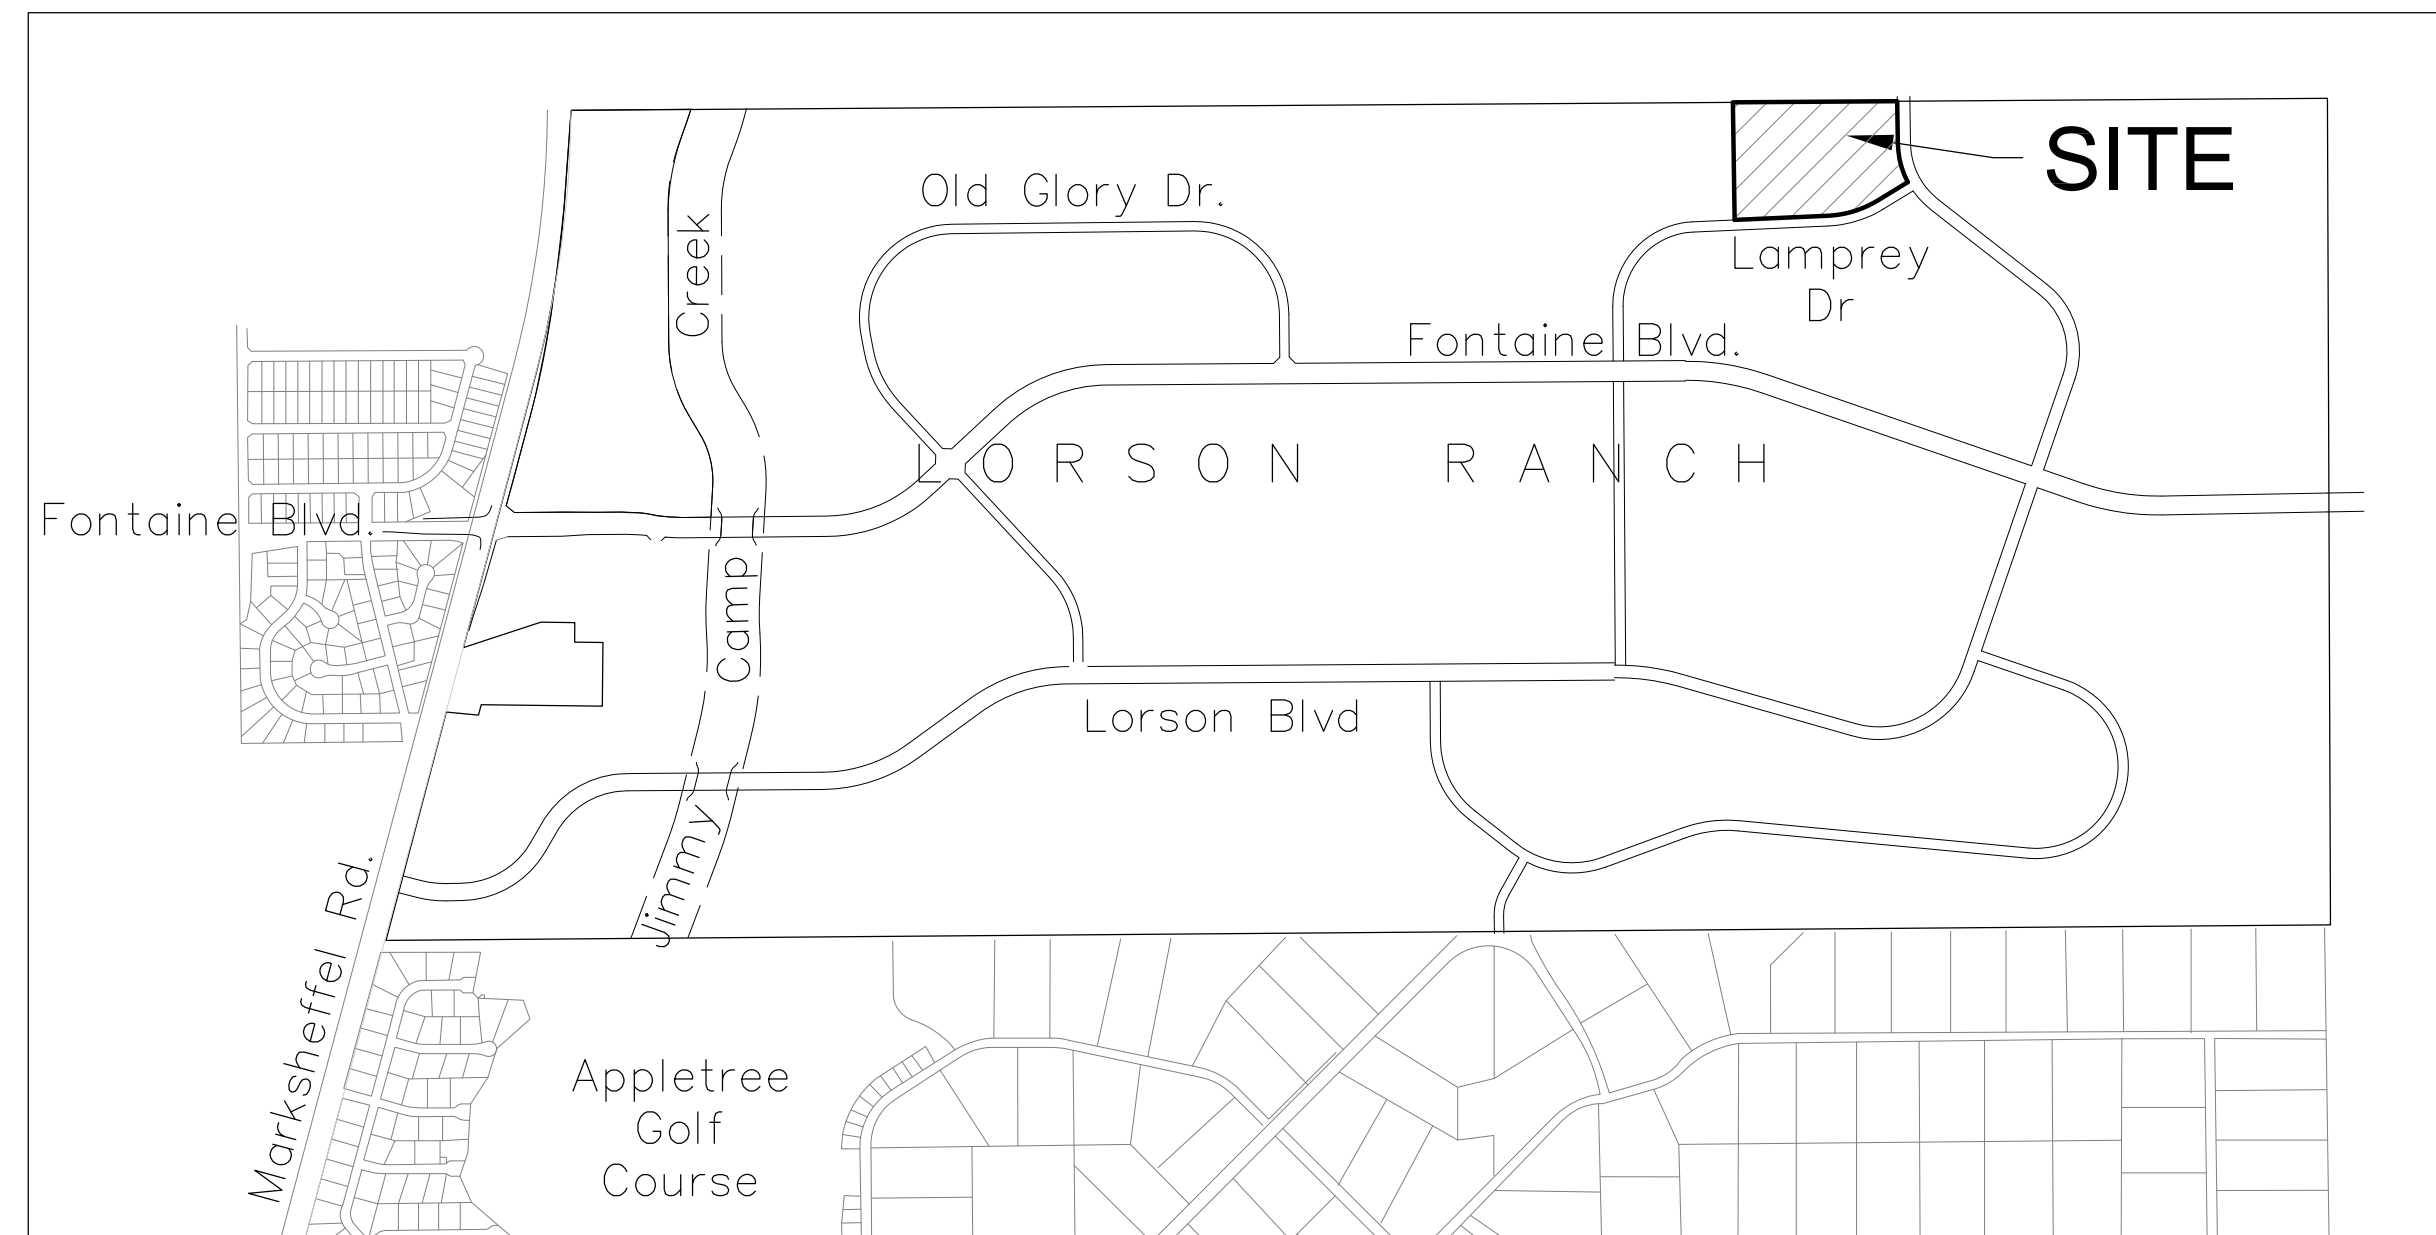 SITE
Old Glory Dr.
Creek
Lamprey
Dr
Fontaine Blvd.
LORSON RANCH
Fontaine Blvd.
Camp
Lorson Blvd
Jimmy
Marksheffel Rd.
Appletree
Golf
Course